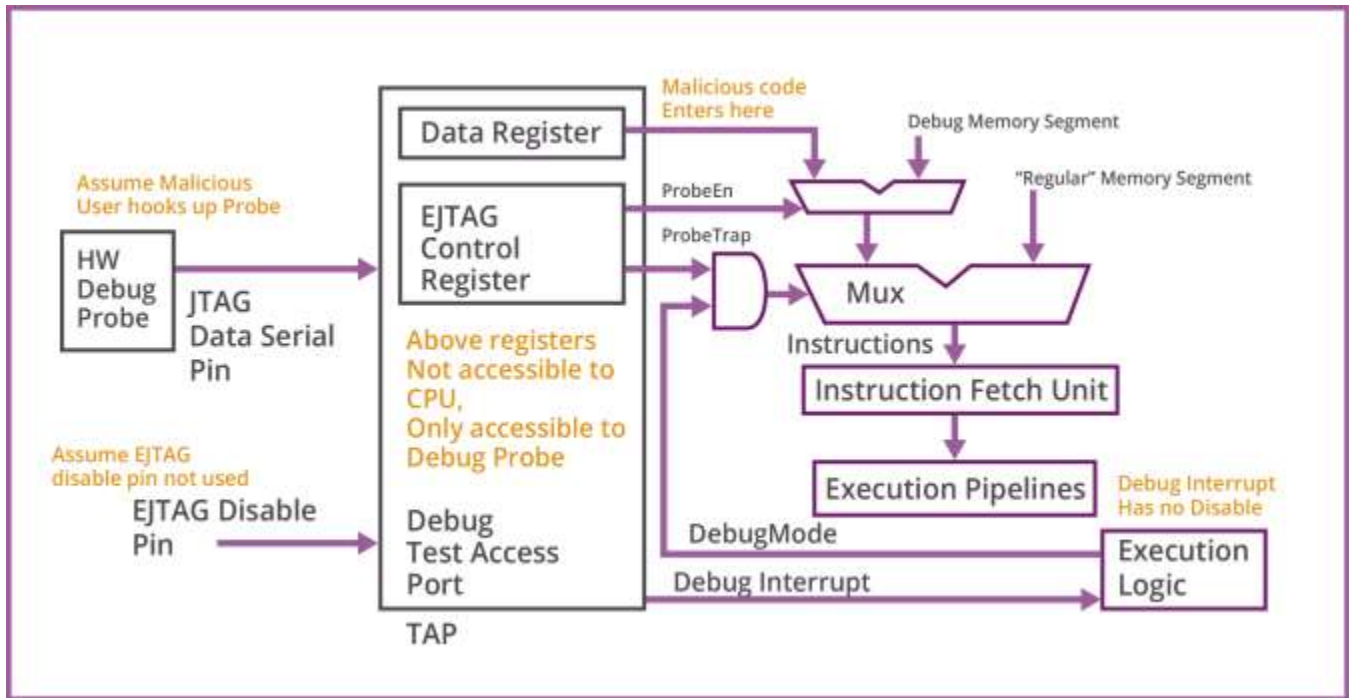 Malicious code
Enters here
Data Register
Debug Memory Segment
"Regular" Memory Segment
Assume Malicious
User hooks up Probe
ProbeEn
EJTAG
Control
Register
ProbeTrap
HW
Debug
Probe
JTAG
Data Serial
Pin
Mux
Above registers
Not accessible to
CPU,
Only accessible to
Debug Probe
Instructions
Instruction Fetch Unit
Assume EJTAG
disable pin not used
EJTAG Disable
Pin
Execution Pipelines
Debug Interrupt
Has no Disable
Debug
Test Access
Port
DebugMode
Execution
Logic
Debug Interrupt
TAP